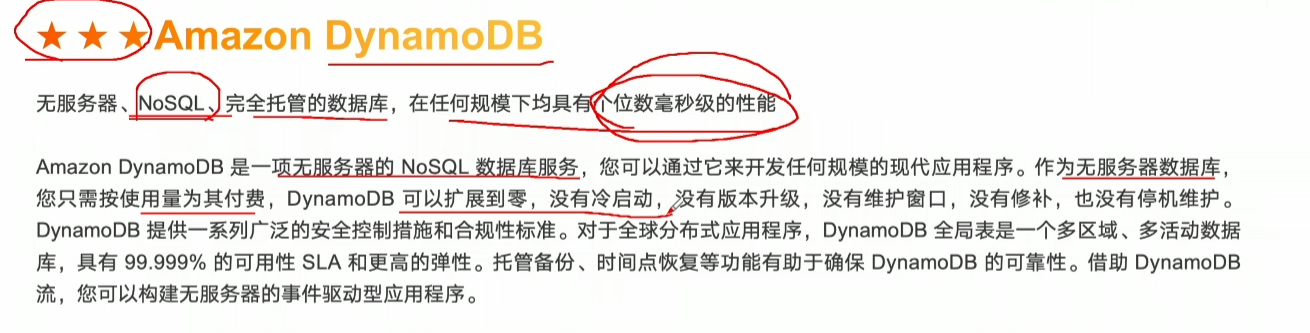 ★ ★ ★ Amazon DynamoDB
无服务器、NoSQL、完全托管的数据库，在任何规模下均具有个位数毫秒级的性能
Amazon DynamoDB 是一项无服务器的 NoSQL 数据库服务，您可以通过它来开发任何规模的现代应用程序。作为无服务器数据库，
您只需按使用量为其付费，DynamoDB 可以扩展到零，没有冷启动，没有版本升级，没有维护窗口，没有修补，也没有停机维护。
DynamoDB 提供一系列广泛的安全控制措施和合规性标准。对于全球分布式应用程序，DynamoDB 全局表是一个多区域、多活动数据
库，具有 99.999% 的可用性 SLA 和更高的弹性。托管备份、时间点恢复等功能有助于确保 DynamoDB 的可靠性。借助 DynamoDB
流，您可以构建无服务器的事件驱动型应用程序。